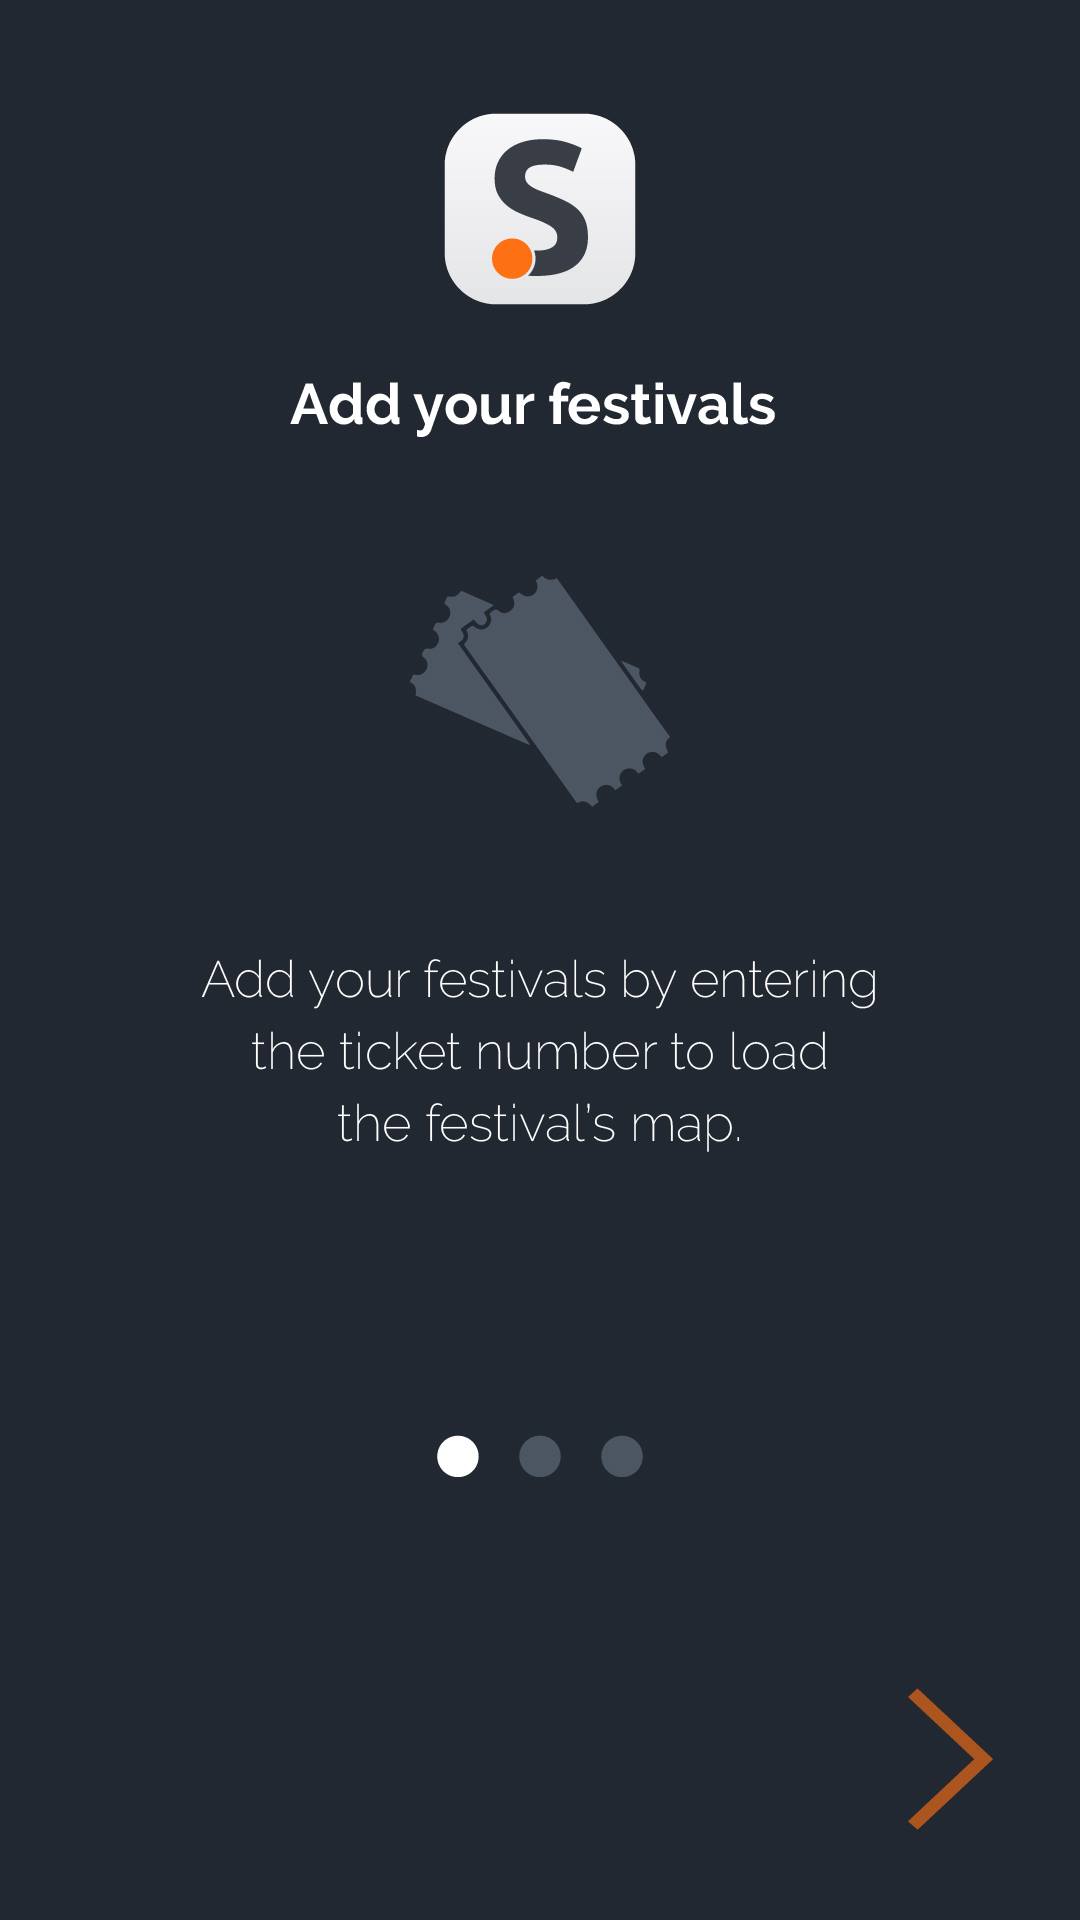 S
Add your festivals
Add your festivals by entering
the ticket number to load
the festival’s map.